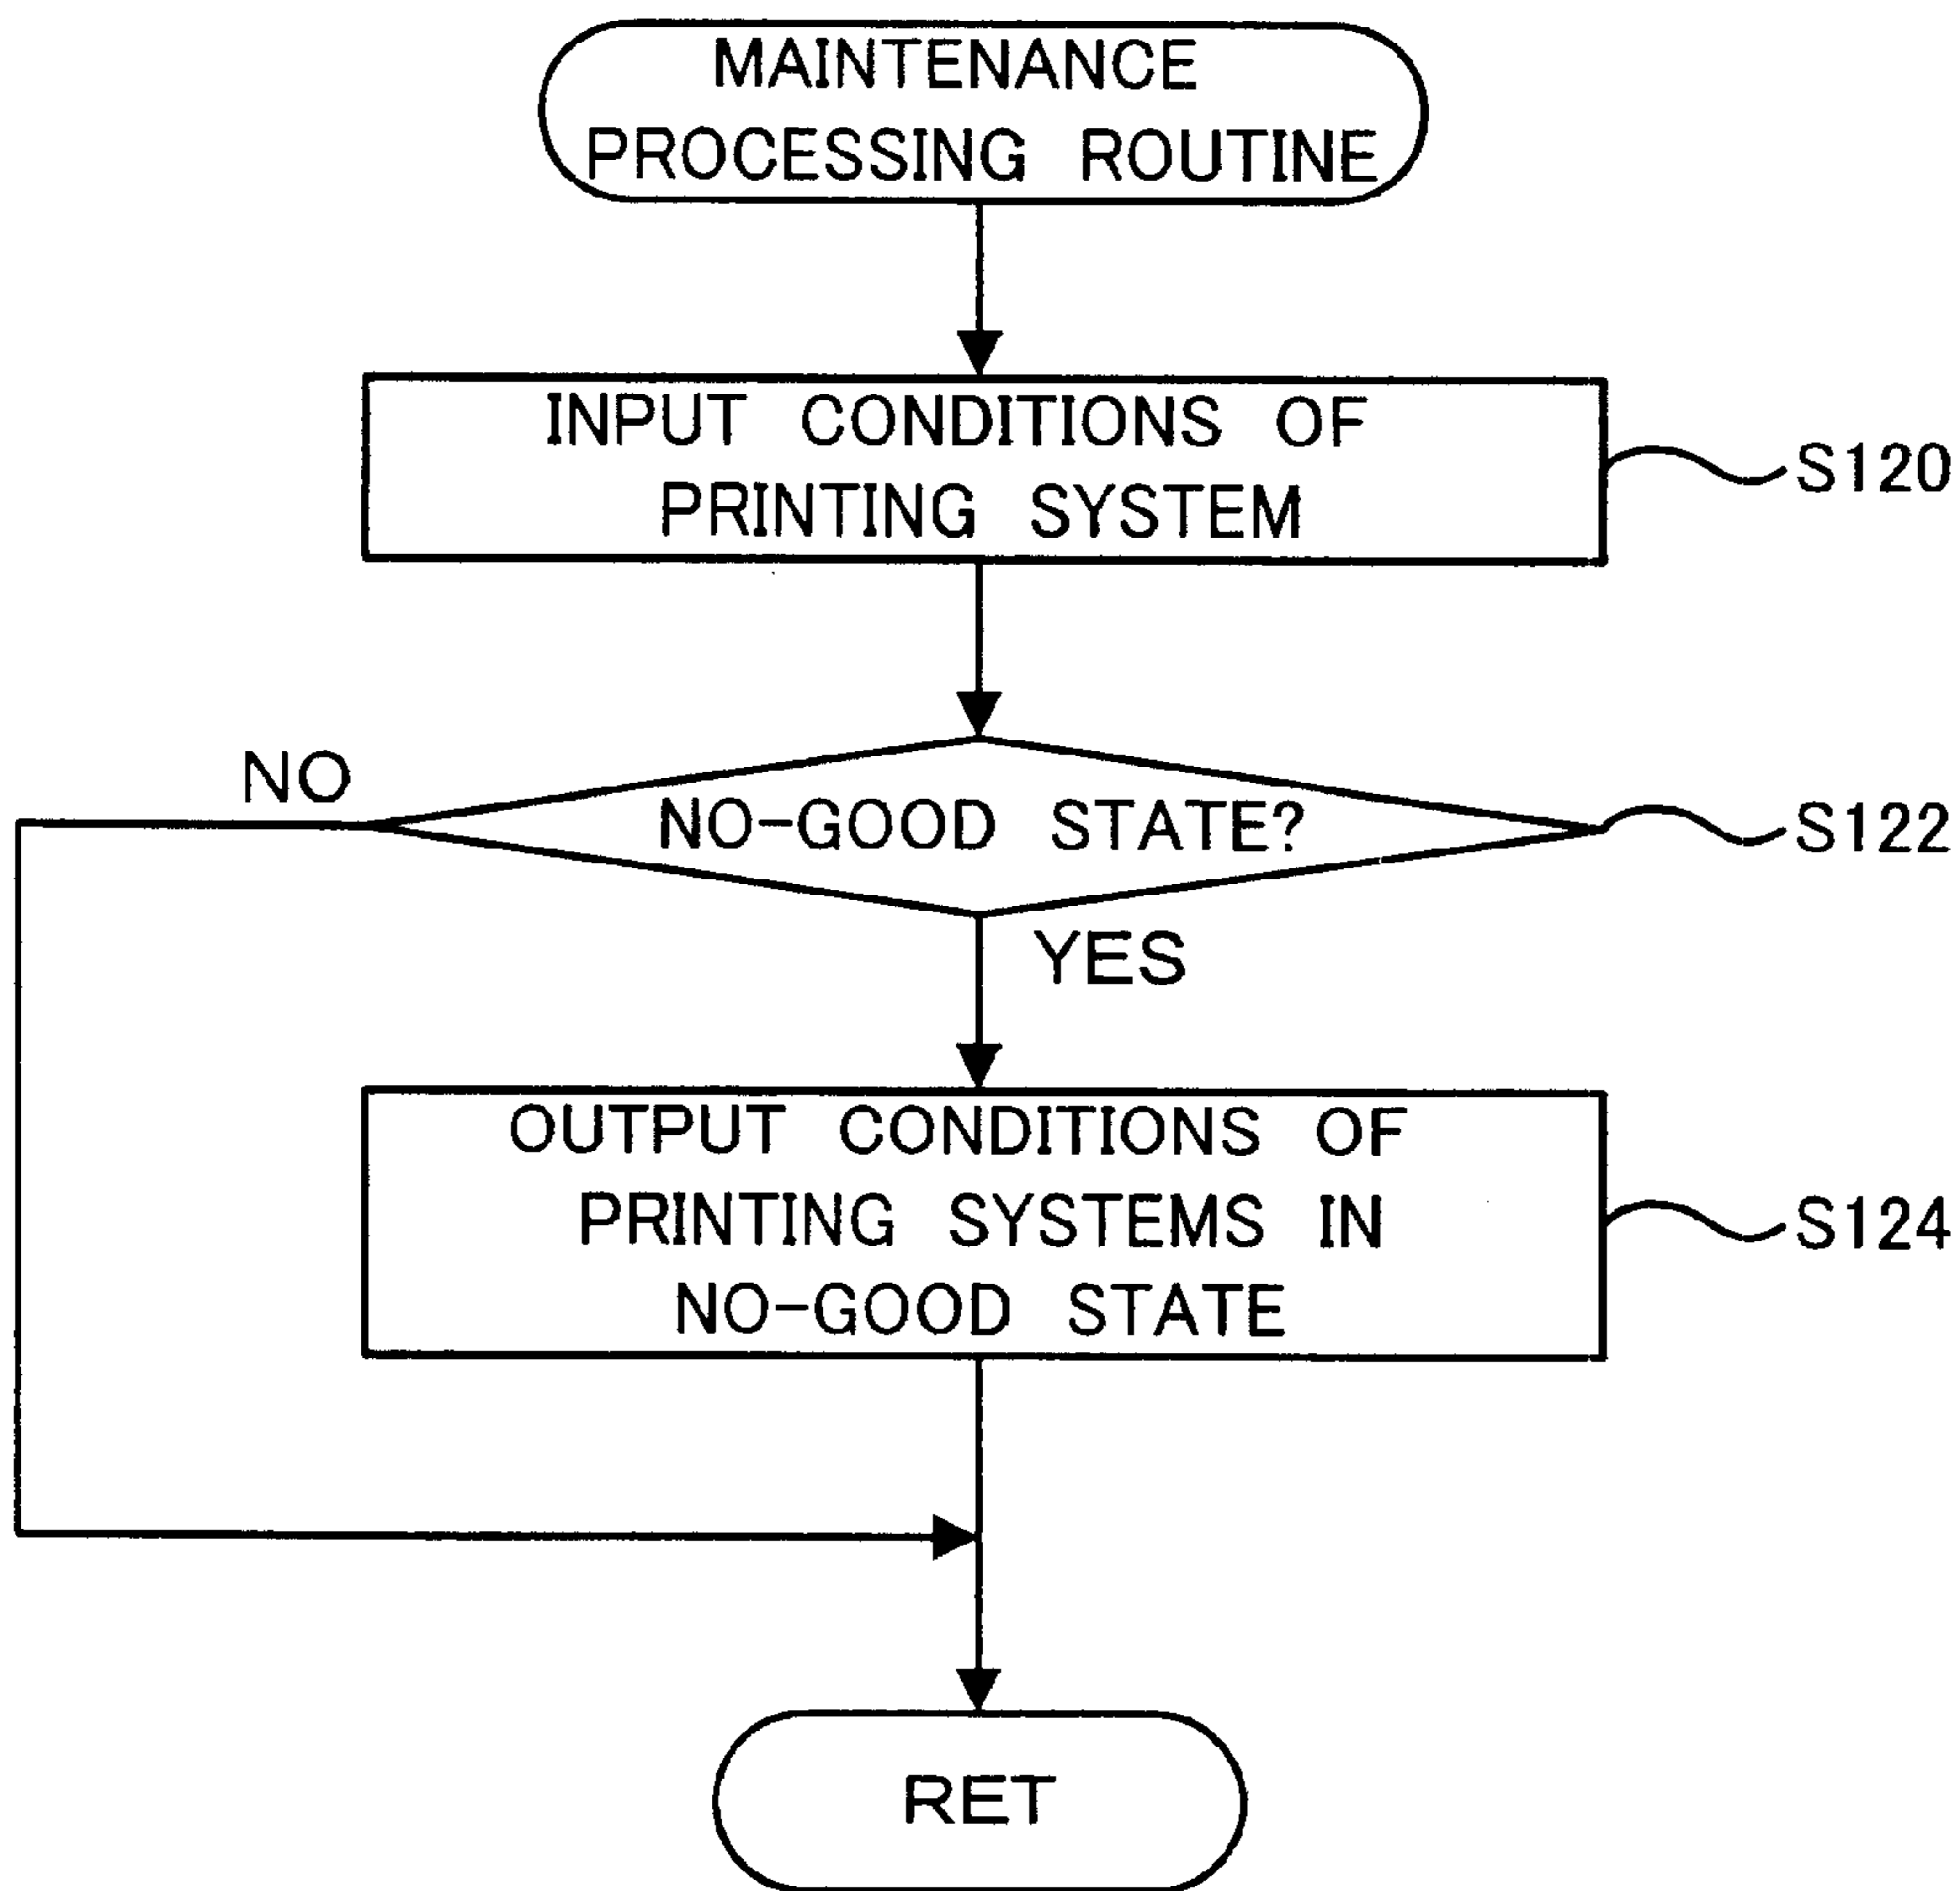 MAINTENANCE
PROCESSING ROUTINE
INPUT CONDITIONS OF
PRINTING SYSTEM
S120
NO
NO-GOOD STATE?
S122
YES
OUTPUT CONDITIONS OF
PRINTING SYSTEMS IN
NO-GOOD STATE
S124
RET